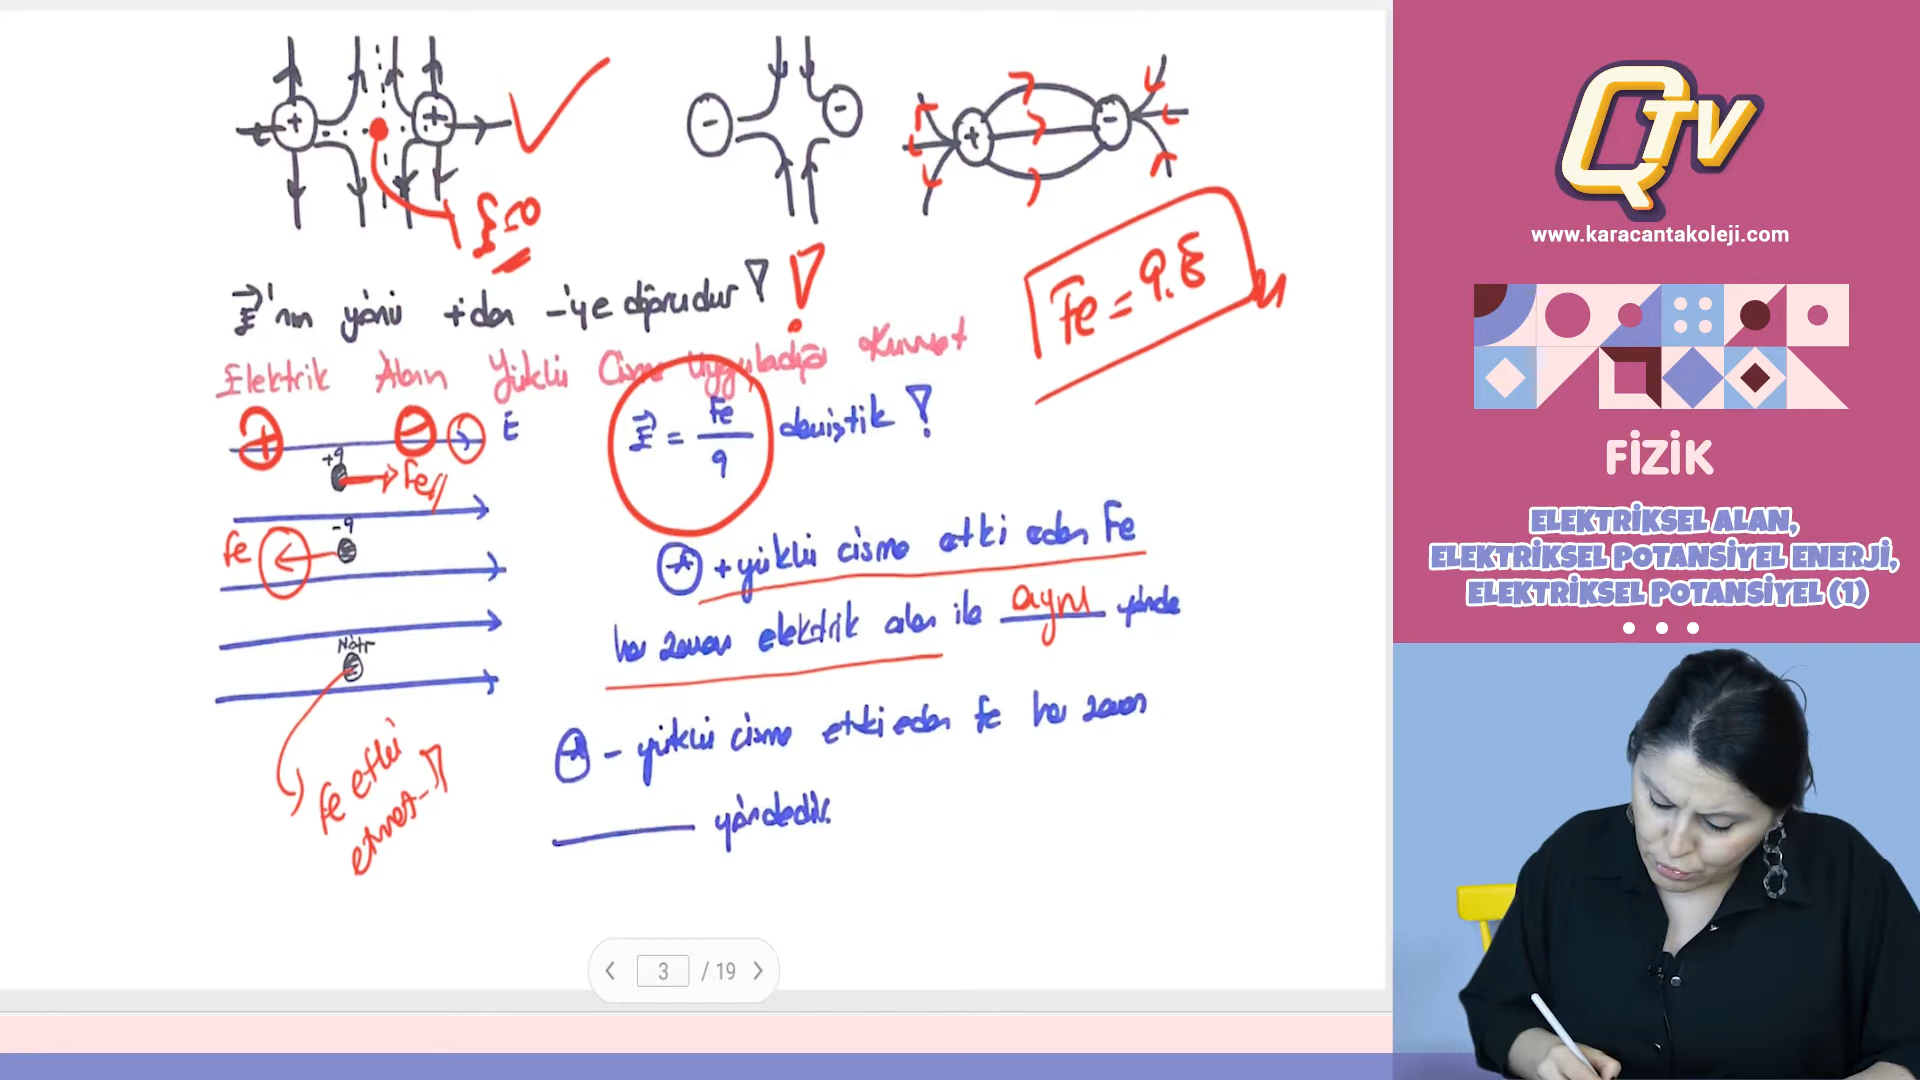 +
+
-
-
+
-
E=0
E'nin yönü +dan -'ye doğrudur !
!
Fe = q.E
Elektrik Alanın Yüklü Cisme Uyguladığı Kuvvet
+
-
E
E = Fe / q demiştik !
+q
Fe
-q
Fe
+ yüklü cisme etki eden Fe
her zaman elektrik alan ile aynı yönde
Nötr
- yüklü cisme etki eden Fe her zaman
yöndedir.
Fe etki
etmez
3 / 19
QTV
www.karacantakoleji.com
FİZİK
ELEKTRİKSEL ALAN,
ELEKTRİKSEL POTANSİYEL ENERJİ,
ELEKTRİKSEL POTANSİYEL (1)